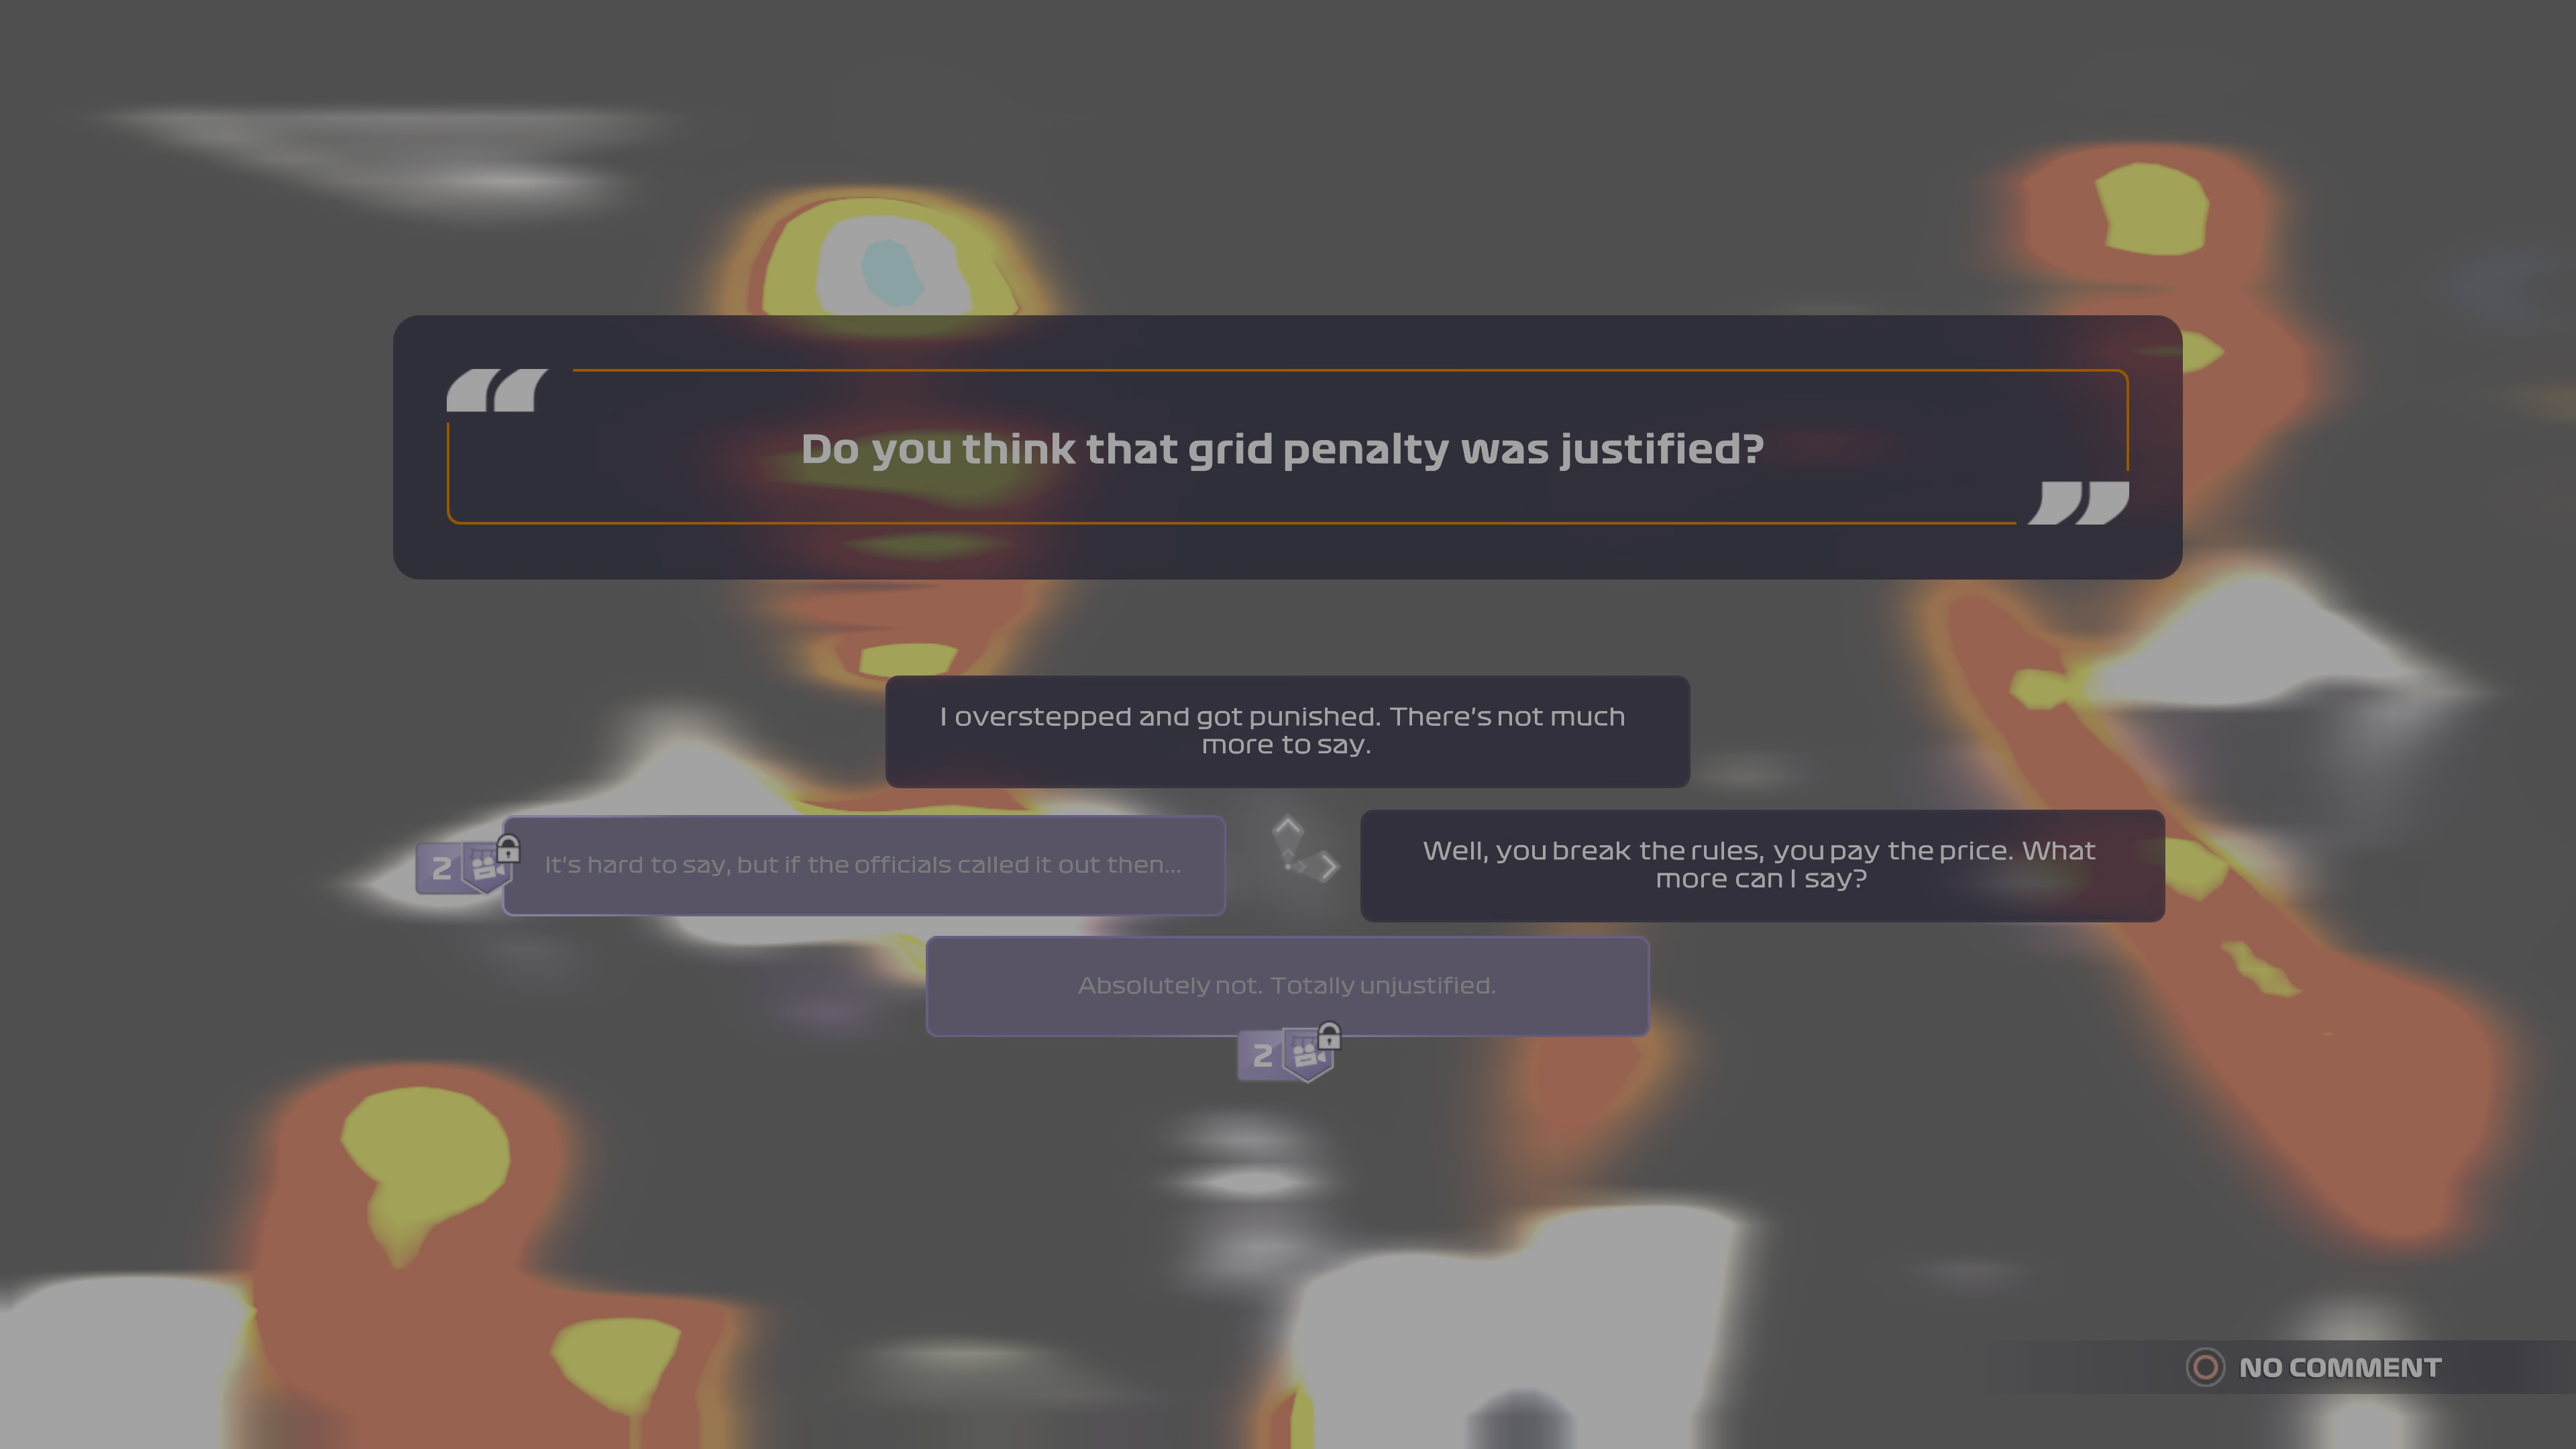 Do you think that grid penalty was justified?
I overstepped and got punished. There's not much
more to say.
2
It's hard to say, but if the officials called it out then...
Well, you break the rules, you pay the price. What
more can I say?
Absolutely not. Totally unjustified.
2
NO COMMENT